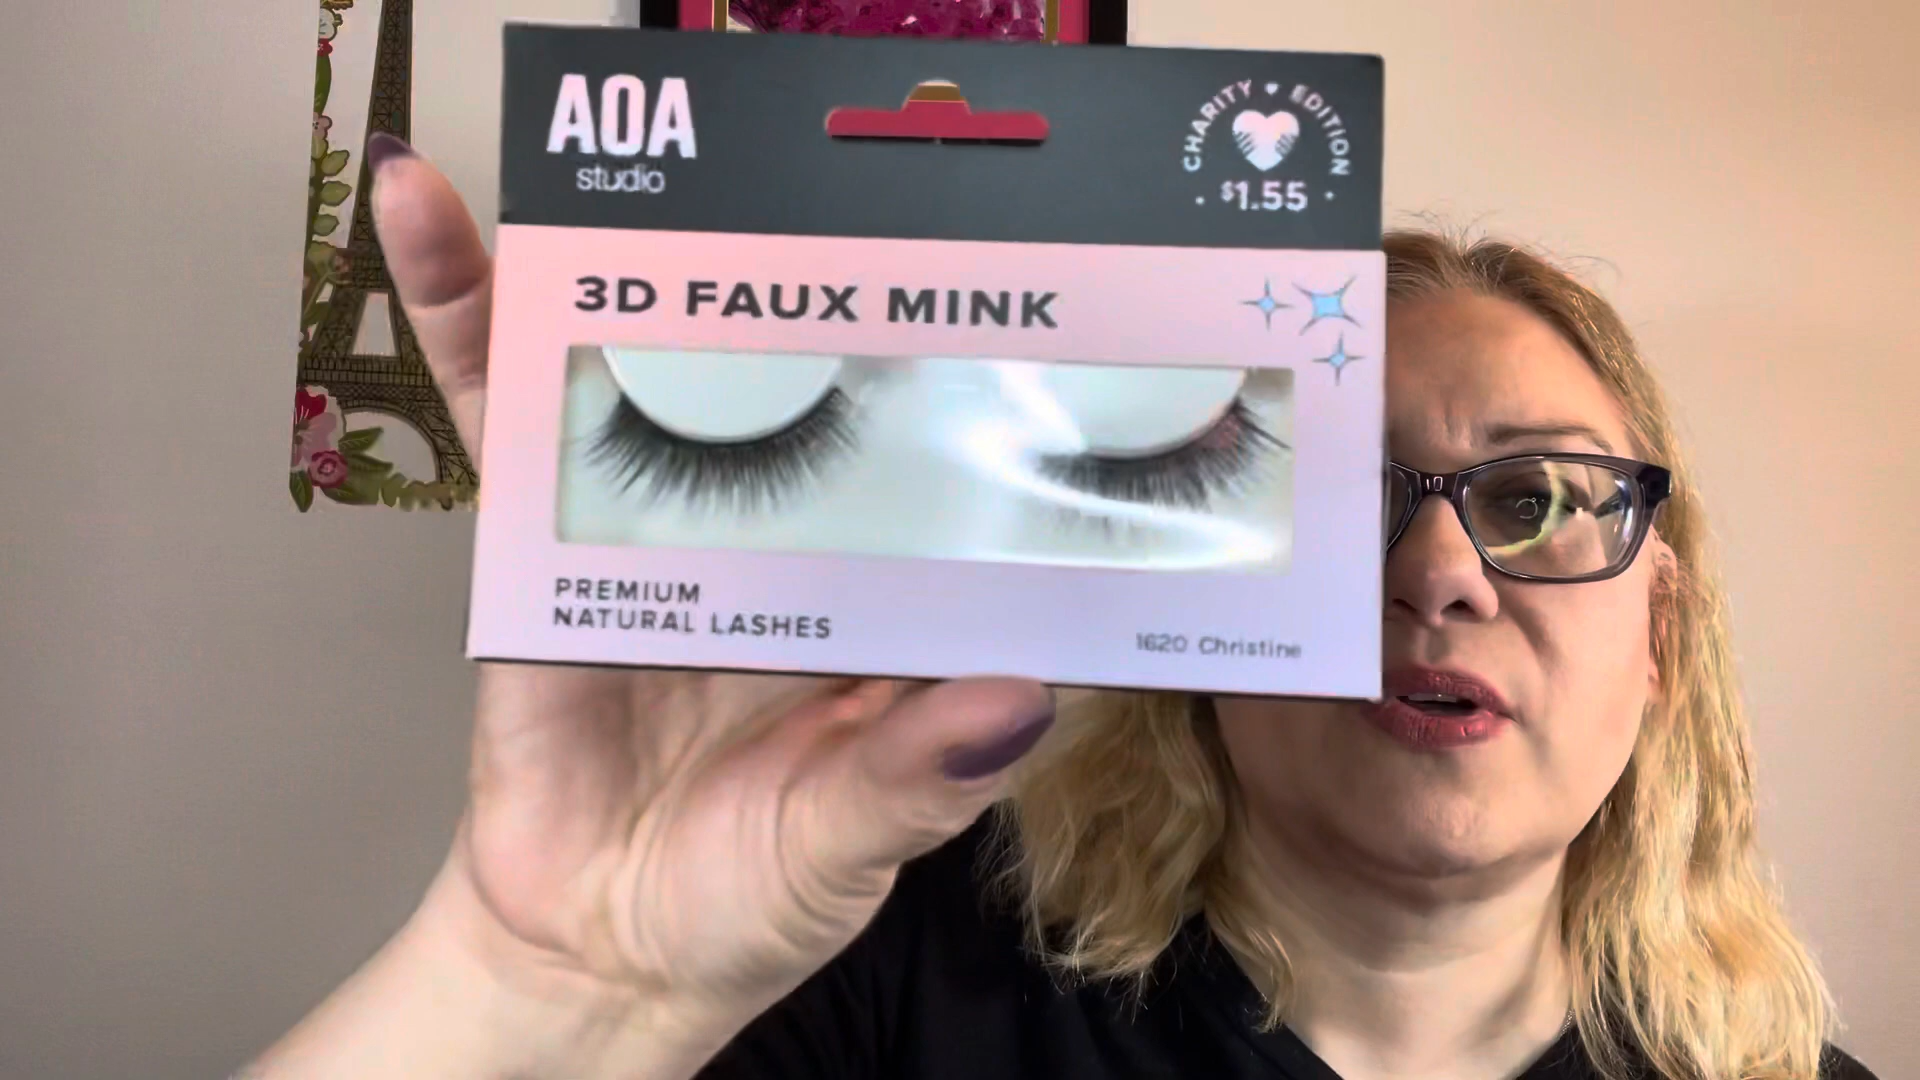 AOA
studio
CHARITY ♥ EDITION
$1.55
3D FAUX MINK
PREMIUM
NATURAL LASHES
1620 Christine